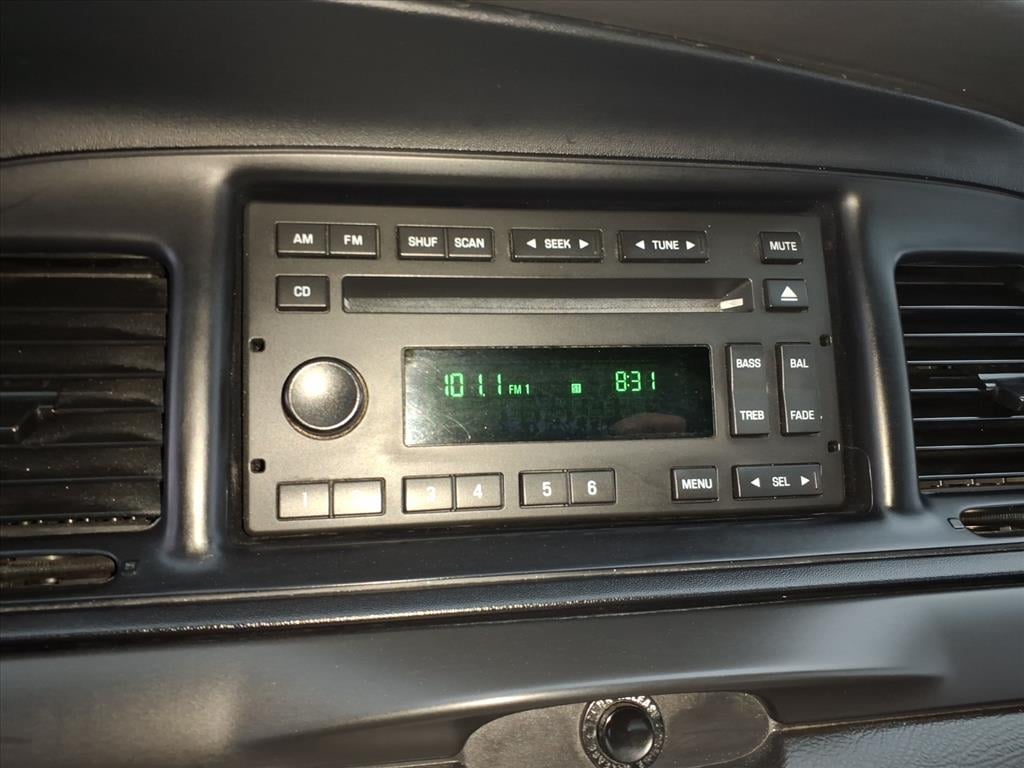 AM FM SHUF SCAN ◀ SEEK ▶ ◀ TUNE ▶ MUTE
CD
101.1 FM1 8:31
BASS BAL
TREB FADE
1 2 3 4 5 6 MENU ◀ SEL ▶
RELEASE